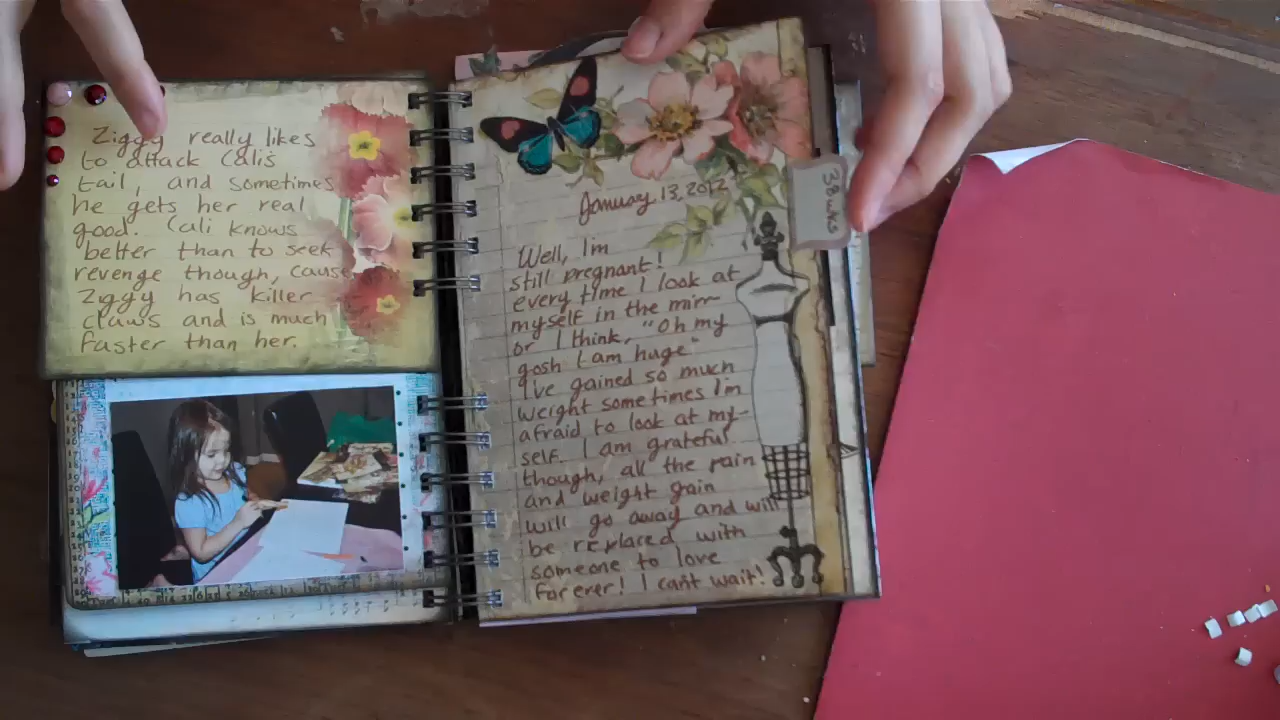 Ziggy really likes
to attack Calis
tail, and sometimes
he gets her real
good. Cali knows
better than to seek
revenge though, cause
Ziggy has killer
claws and is much
faster than her.
January 13, 2012
38 wks
Well, I'm
still pregnant!
every time I look at
myself in the mirr-
or I think, "Oh my
gosh I am huge"
I've gained so much
weight sometimes I'm
afraid to look at my-
self. I am grateful
though, all the pain
and weight gain
will go away and will
be replaced with
someone to love
forever! I can't wait!